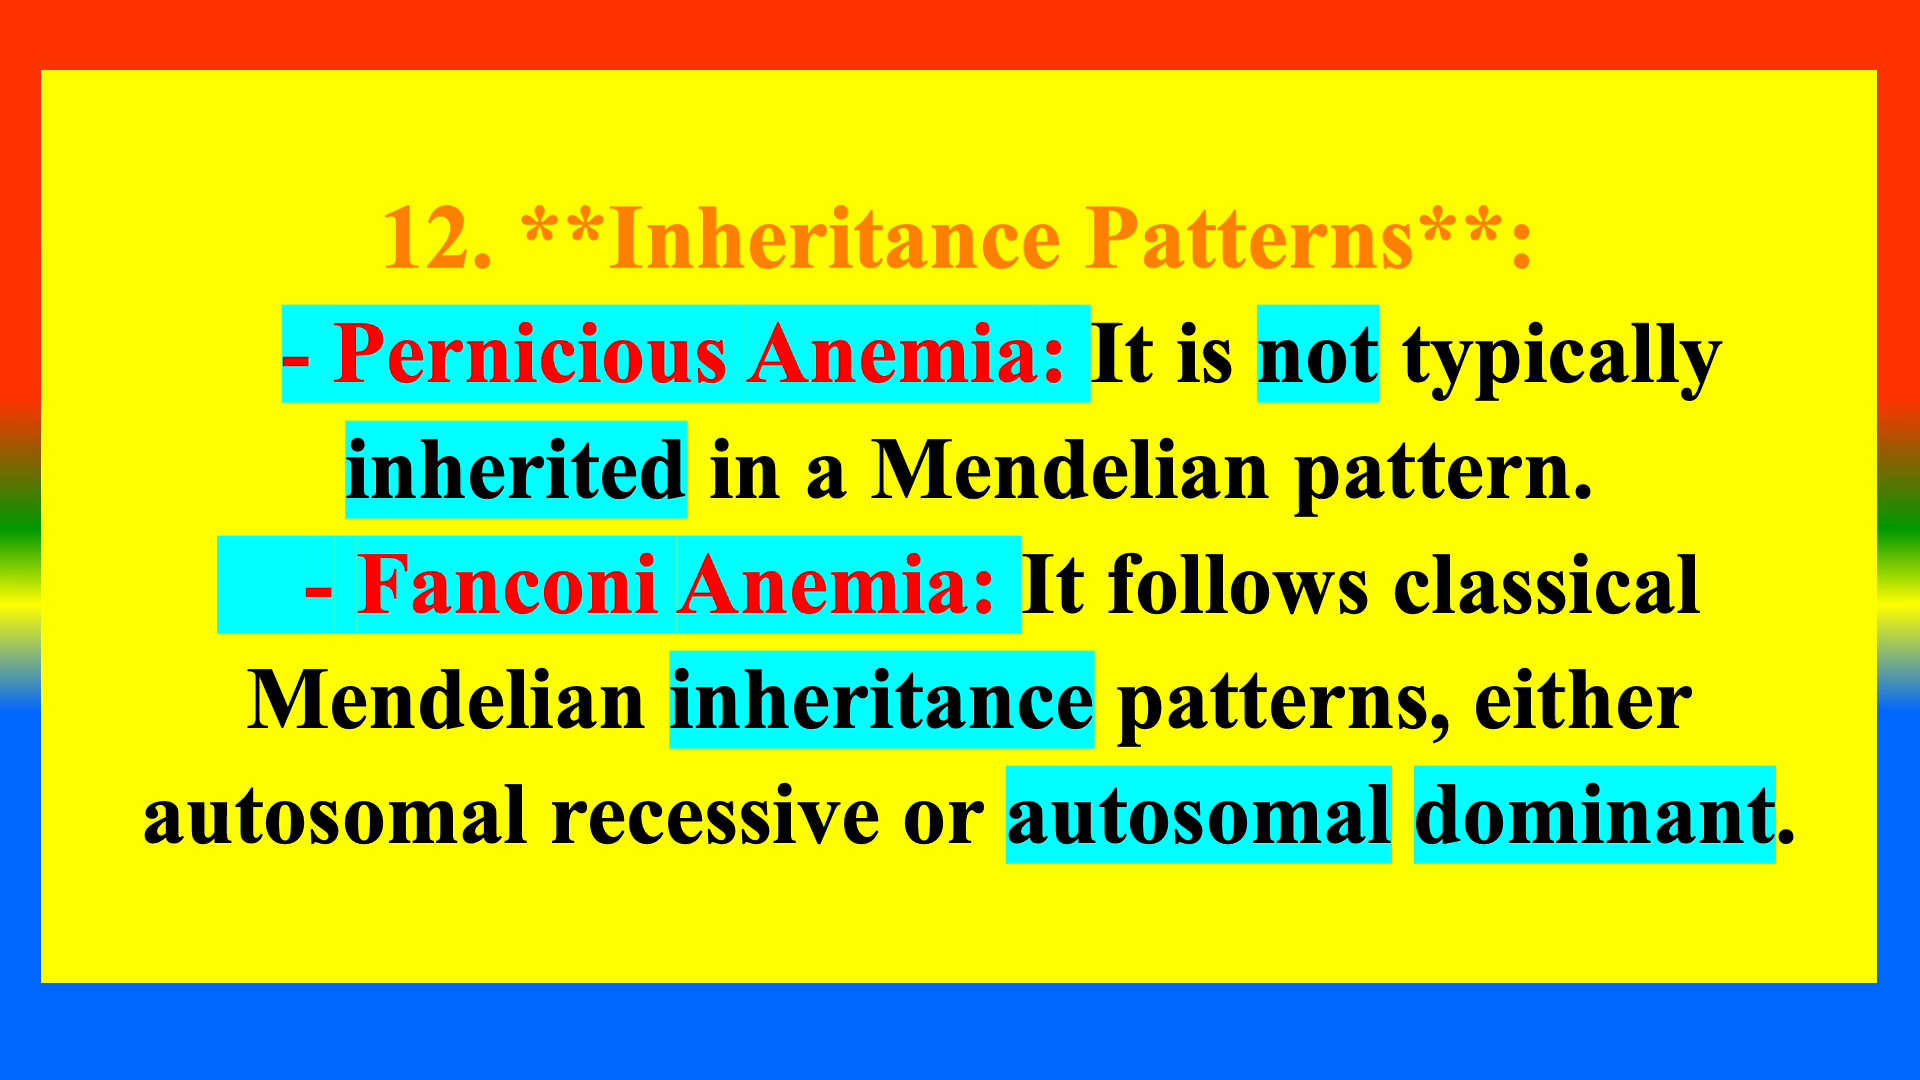 12. **Inheritance Patterns**:
- Pernicious Anemia: It is not typically
inherited in a Mendelian pattern.
- Fanconi Anemia: It follows classical
Mendelian inheritance patterns, either
autosomal recessive or autosomal dominant.